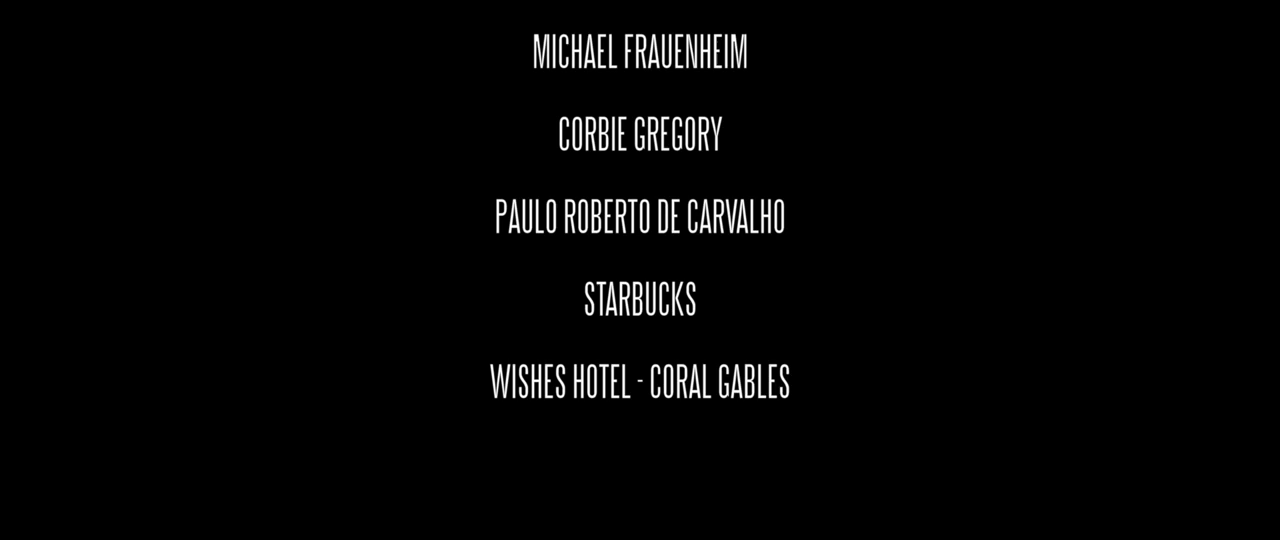 MICHAEL FRAUENHEIM
CORBIE GREGORY
PAULO ROBERTO DE CARVALHO
STARBUCKS
WISHES HOTEL - CORAL GABLES